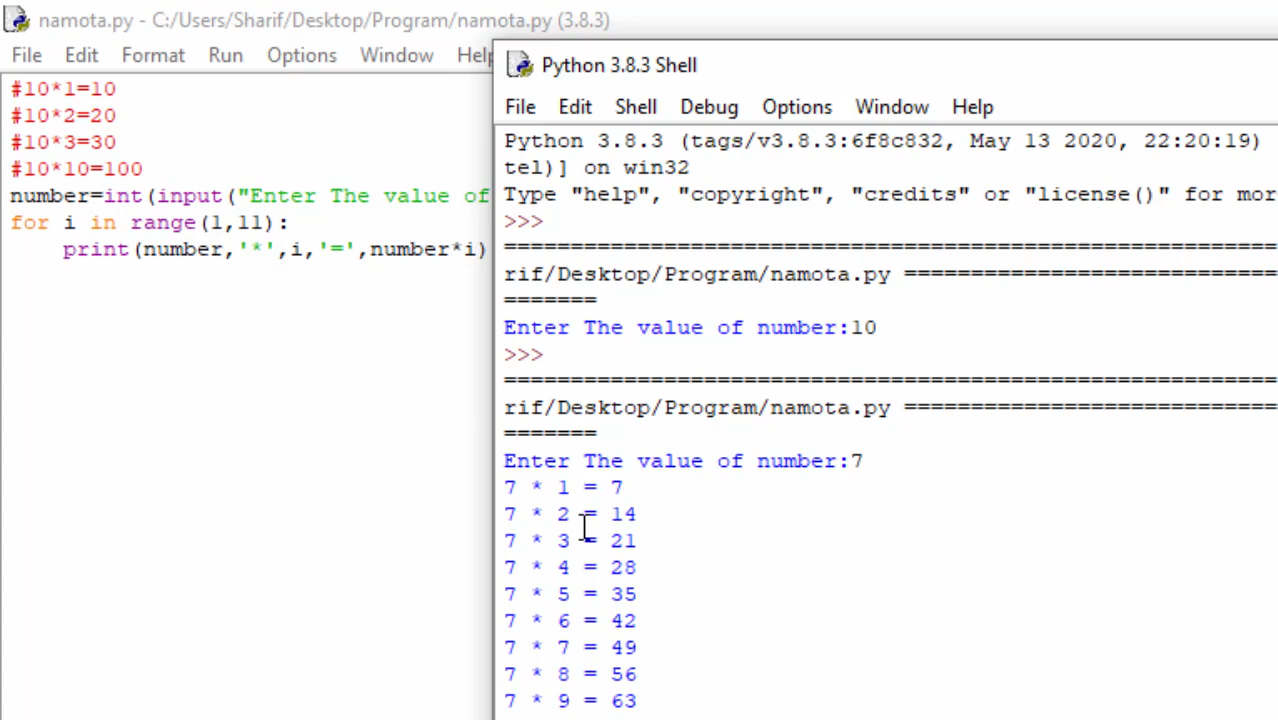 namota.py - C:/Users/Sharif/Desktop/Program/namota.py (3.8.3)
File Edit Format Run Options Window Help
#10*1=10
#10*2=20
#10*3=30
#10*10=100
number=int(input("Enter The value of
for i in range(1,11):
print(number,'*',i,'=',number*i)
Python 3.8.3 Shell
File Edit Shell Debug Options Window Help
Python 3.8.3 (tags/v3.8.3:6f8c832, May 13 2020, 22:20:19)
tel)] on win32
Type "help", "copyright", "credits" or "license()" for mor
>>>
==========================================================
rif/Desktop/Program/namota.py ============================
=======
Enter The value of number:10
>>>
==========================================================
rif/Desktop/Program/namota.py ============================
=======
Enter The value of number:7
7 * 1 = 7
7 * 2 = 14
7 * 3 = 21
7 * 4 = 28
7 * 5 = 35
7 * 6 = 42
7 * 7 = 49
7 * 8 = 56
7 * 9 = 63